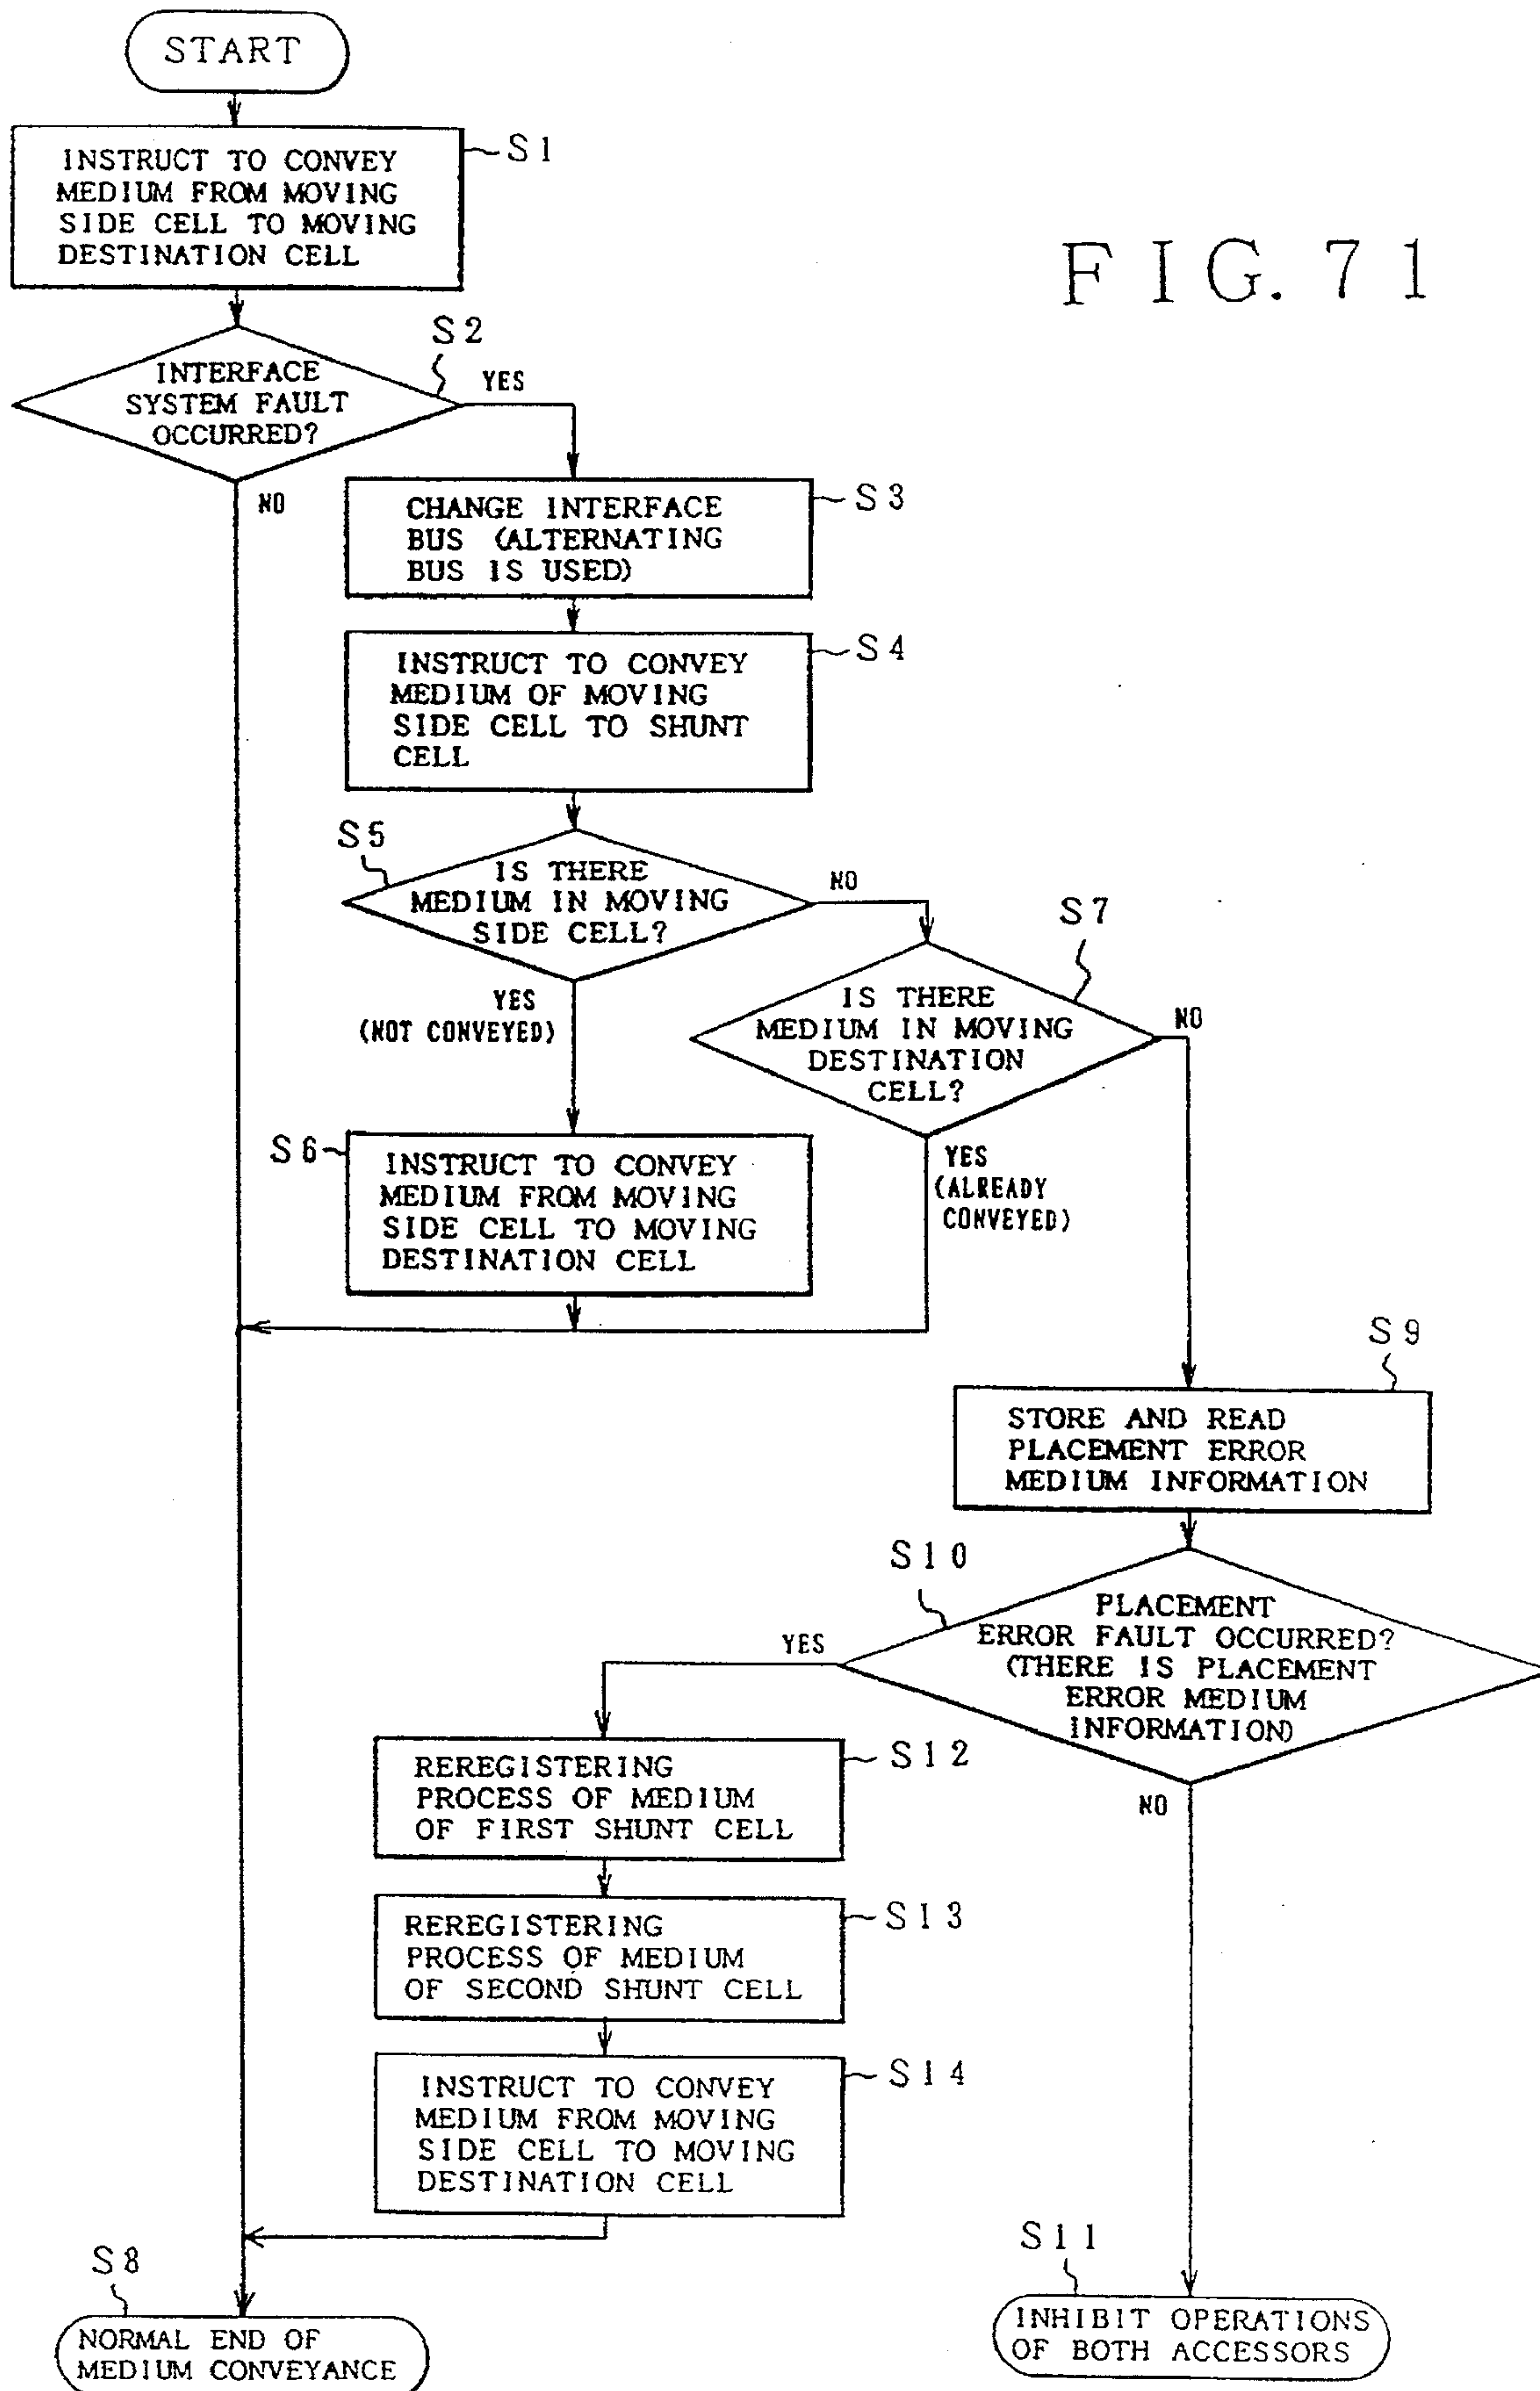 START
INSTRUCT TO CONVEY
MEDIUM FROM MOVING
SIDE CELL TO MOVING
DESTINATION CELL
S1
FIG. 71
INTERFACE
SYSTEM FAULT
OCCURRED?
S2
YES
NO
CHANGE INTERFACE
BUS (ALTERNATING
BUS IS USED)
S3
INSTRUCT TO CONVEY
MEDIUM OF MOVING
SIDE CELL TO SHUNT
CELL
S4
S5
IS THERE
MEDIUM IN MOVING
SIDE CELL?
NO
YES
(NOT CONVEYED)
S7
IS THERE
MEDIUM IN MOVING
DESTINATION
CELL?
NO
YES
(ALREADY
CONVEYED)
S6
INSTRUCT TO CONVEY
MEDIUM FROM MOVING
SIDE CELL TO MOVING
DESTINATION CELL
S9
STORE AND READ
PLACEMENT ERROR
MEDIUM INFORMATION
S10
PLACEMENT
ERROR FAULT OCCURRED?
(THERE IS PLACEMENT
ERROR MEDIUM
INFORMATION)
YES
NO
REREGISTERING
PROCESS OF MEDIUM
OF FIRST SHUNT CELL
S12
REREGISTERING
PROCESS OF MEDIUM
OF SECOND SHUNT CELL
S13
INSTRUCT TO CONVEY
MEDIUM FROM MOVING
SIDE CELL TO MOVING
DESTINATION CELL
S14
S8
NORMAL END OF
MEDIUM CONVEYANCE
S11
INHIBIT OPERATIONS
OF BOTH ACCESSORS